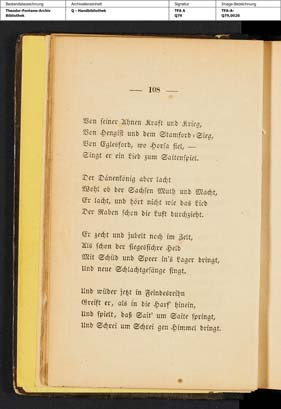 Bestandsbezeichnung
Archivalieneinheit
Signatur
Image-Bezeichnung
Theodor-Fontane-Archiv
Bibliothek
Q - Handbibliothek
TFA A
Q79
TFA-A-
Q79,0026
— 108 —
Von seiner Ahnen Kraft und Krieg,
Von Hengist und dem Stamford-Sieg,
Von Eglesford, wo Horsa fiel, —
Singt er ein Lied zum Saitenspiel.
Der Dänenkönig aber lacht
Wohl ob der Sachsen Muth und Macht,
Er lacht, und hört nicht wie das Lied
Der Raben schon die Luft durchzieht.
Er zecht und jubelt noch im Zelt,
Als schon der siegesfiche Held
Mit Schild und Speer in's Lager dringt,
Und neue Schlachtgesänge singt.
Und wilder jetzt in Feindesreihn
Greift er, als in die Harf' hinein,
Und spielt, daß Sait' um Saite springt,
Und Schrei um Schrei gen Himmel dringt.